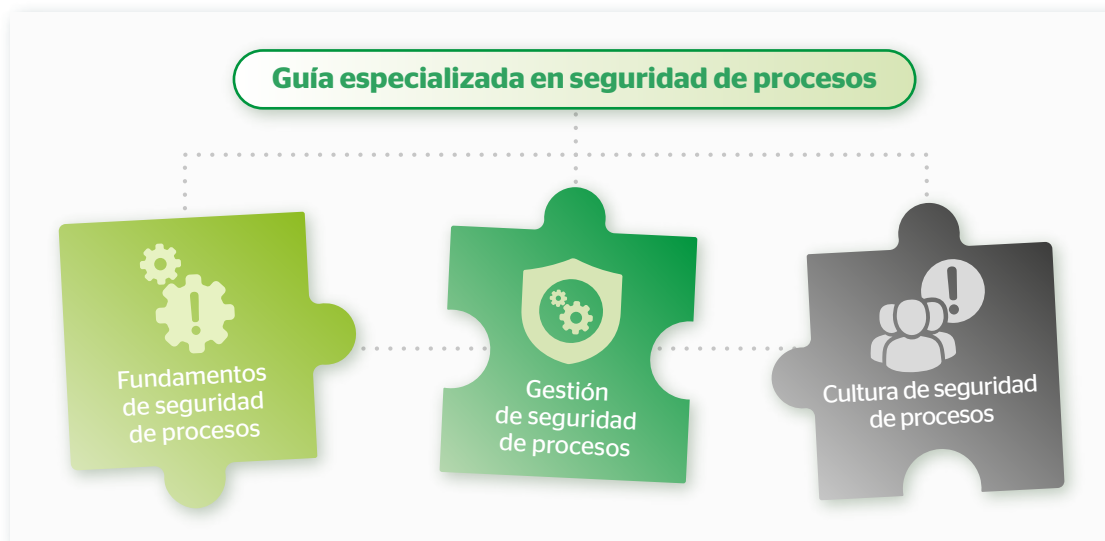 Guía especializada en seguridad de procesos
Fundamentos
de seguridad
de procesos
Gestión
de seguridad
de procesos
Cultura de seguridad
de procesos